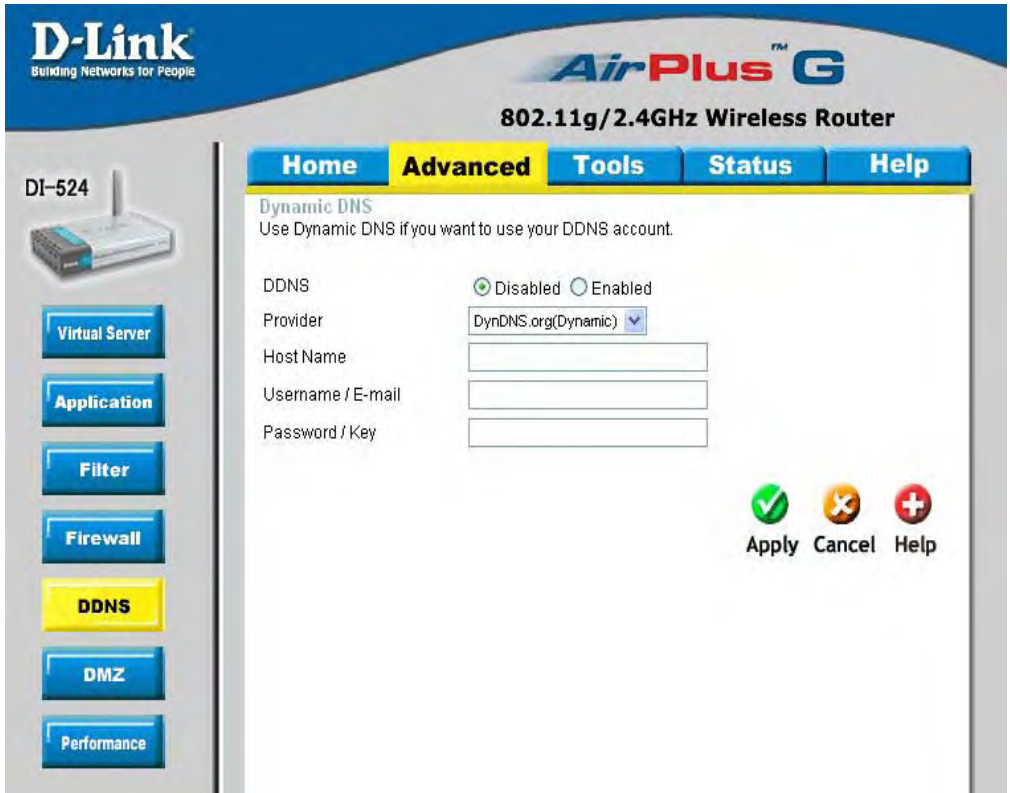 D-Link
Building Networks for People
AirPlus™ G
802.11g/2.4GHz Wireless Router
DI-524
Home Advanced Tools Status Help
Dynamic DNS
Use Dynamic DNS if you want to use your DDNS account.
DDNS Disabled Enabled
Provider DynDNS.org(Dynamic)
Host Name
Username / E-mail
Password / Key
Apply Cancel Help
Virtual Server
Application
Filter
Firewall
DDNS
DMZ
Performance